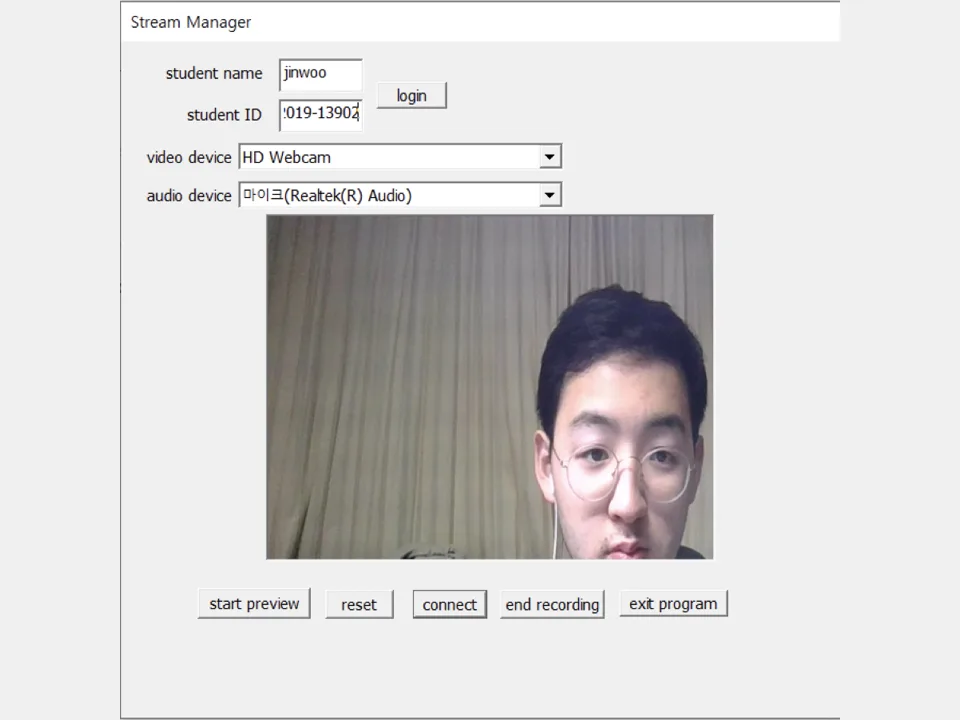 Stream Manager
student name jinwoo
login
student ID 2019-13902
video device HD Webcam
audio device 마이크(Realtek(R) Audio)
start preview reset connect end recording exit program